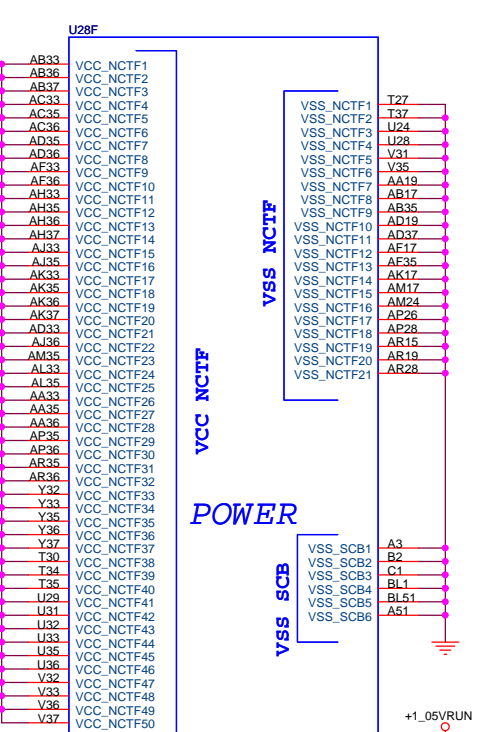 U28F
AB33 VCC_NCTF1
AB36 VCC_NCTF2
AB37 VCC_NCTF3
AC33 VCC_NCTF4
AC35 VCC_NCTF5
AC36 VCC_NCTF6
AD35 VCC_NCTF7
AD36 VCC_NCTF8
AF33 VCC_NCTF9
AF36 VCC_NCTF10
AH33 VCC_NCTF11
AH35 VCC_NCTF12
AH36 VCC_NCTF13
AH37 VCC_NCTF14
AJ33 VCC_NCTF15
AJ35 VCC_NCTF16
AK33 VCC_NCTF17
AK35 VCC_NCTF18
AK36 VCC_NCTF19
AK37 VCC_NCTF20
AD33 VCC_NCTF21
AJ36 VCC_NCTF22
AM35 VCC_NCTF23
AL33 VCC_NCTF24
AL35 VCC_NCTF25
AA33 VCC_NCTF26
AA35 VCC_NCTF27
AA36 VCC_NCTF28
AP35 VCC_NCTF29
AP36 VCC_NCTF30
AR35 VCC_NCTF31
AR36 VCC_NCTF32
Y32 VCC_NCTF33
Y33 VCC_NCTF34
Y35 VCC_NCTF35
Y36 VCC_NCTF36
Y37 VCC_NCTF37
T30 VCC_NCTF38
T34 VCC_NCTF39
T35 VCC_NCTF40
U29 VCC_NCTF41
U31 VCC_NCTF42
U32 VCC_NCTF43
U33 VCC_NCTF44
U35 VCC_NCTF45
U36 VCC_NCTF46
V32 VCC_NCTF47
V33 VCC_NCTF48
V36 VCC_NCTF49
V37 VCC_NCTF50
VCC NCTF
POWER
VSS NCTF
VSS_NCTF1 T27
VSS_NCTF2 T37
VSS_NCTF3 U24
VSS_NCTF4 U28
VSS_NCTF5 V31
VSS_NCTF6 V35
VSS_NCTF7 AA19
VSS_NCTF8 AB17
VSS_NCTF9 AB35
VSS_NCTF10 AD19
VSS_NCTF11 AD37
VSS_NCTF12 AF17
VSS_NCTF13 AF35
VSS_NCTF14 AK17
VSS_NCTF15 AM17
VSS_NCTF16 AM24
VSS_NCTF17 AP26
VSS_NCTF18 AP28
VSS_NCTF19 AR15
VSS_NCTF20 AR19
VSS_NCTF21 AR28
VSS SCB
VSS_SCB1 A3
VSS_SCB2 B2
VSS_SCB3 C1
VSS_SCB4 BL1
VSS_SCB5 BL51
VSS_SCB6 A51
+1_05VRUN